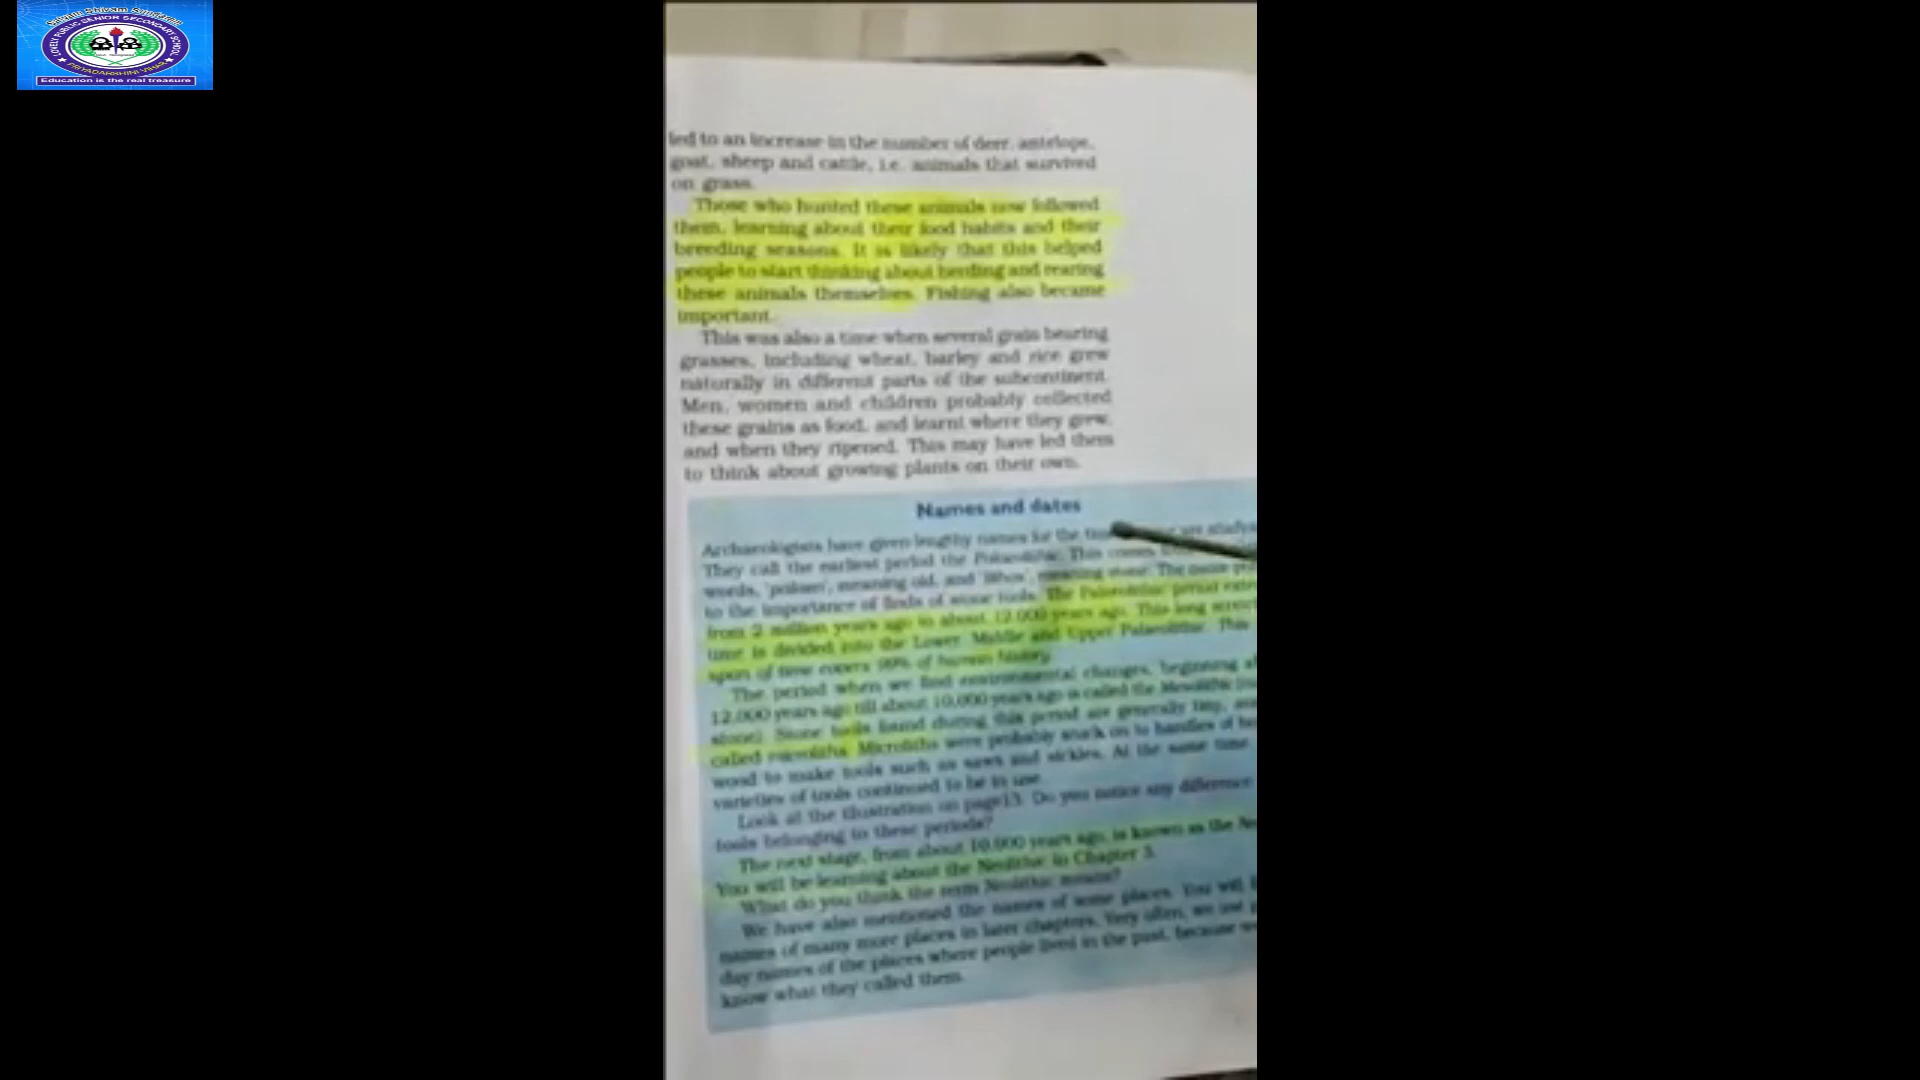 Satyam Shivam Sundaram
LOVELY PUBLIC SENIOR SECONDARY SCHOOL
PRIYADARSHINI VIHAR
Education is the real treasure
led to an increase in the number of deer, antelope,
goat, sheep and cattle, i.e. animals that survived
on grass.
Those who hunted these animals now followed
them, learning about their food habits and their
breeding seasons. It is likely that this helped
people to start thinking about herding and rearing
these animals themselves. Fishing also became
important.
This was also a time when several grain bearing
grasses, including wheat, barley and rice grew
naturally in different parts of the subcontinent.
Men, women and children probably collected
these grains as food, and learnt where they grew,
and when they ripened. This may have led them
to think about growing plants on their own.
Names and dates
Archaeologists have given lengthy names for the time are
They call the earliest period the Palaeolithic. This comes
words, 'palaeo', meaning old, and 'lithos', meaning stone. The name
to the importance of finds of stone tools. The Palaeolithic period
from 2 million years ago to about 12,000 years ago. This long
time is divided into the Lower, Middle and Upper Palaeolithic. This
span of time covers 99% of human history.
The period when we find environmental changes, beginning
12,000 years ago till about 10,000 years ago is called the Mesolithic
stone). Stone tools found during this period are generally tiny,
called microliths. Microliths were probably stuck on to handles of
wood to make tools such as saws and sickles. At the same time
varieties of tools continued to be in use.
Look at the illustration on page13. Do you notice any difference
tools belonging to these periods?
The next stage, from about 10,000 years ago, is known as the
You will be learning about the Neolithic in Chapter 3.
What do you think the term Neolithic means?
We have also mentioned the names of some places. You will
names of many more places in later chapters. Very often, we use
day names of the places where people lived in the past, because
know what they called them.